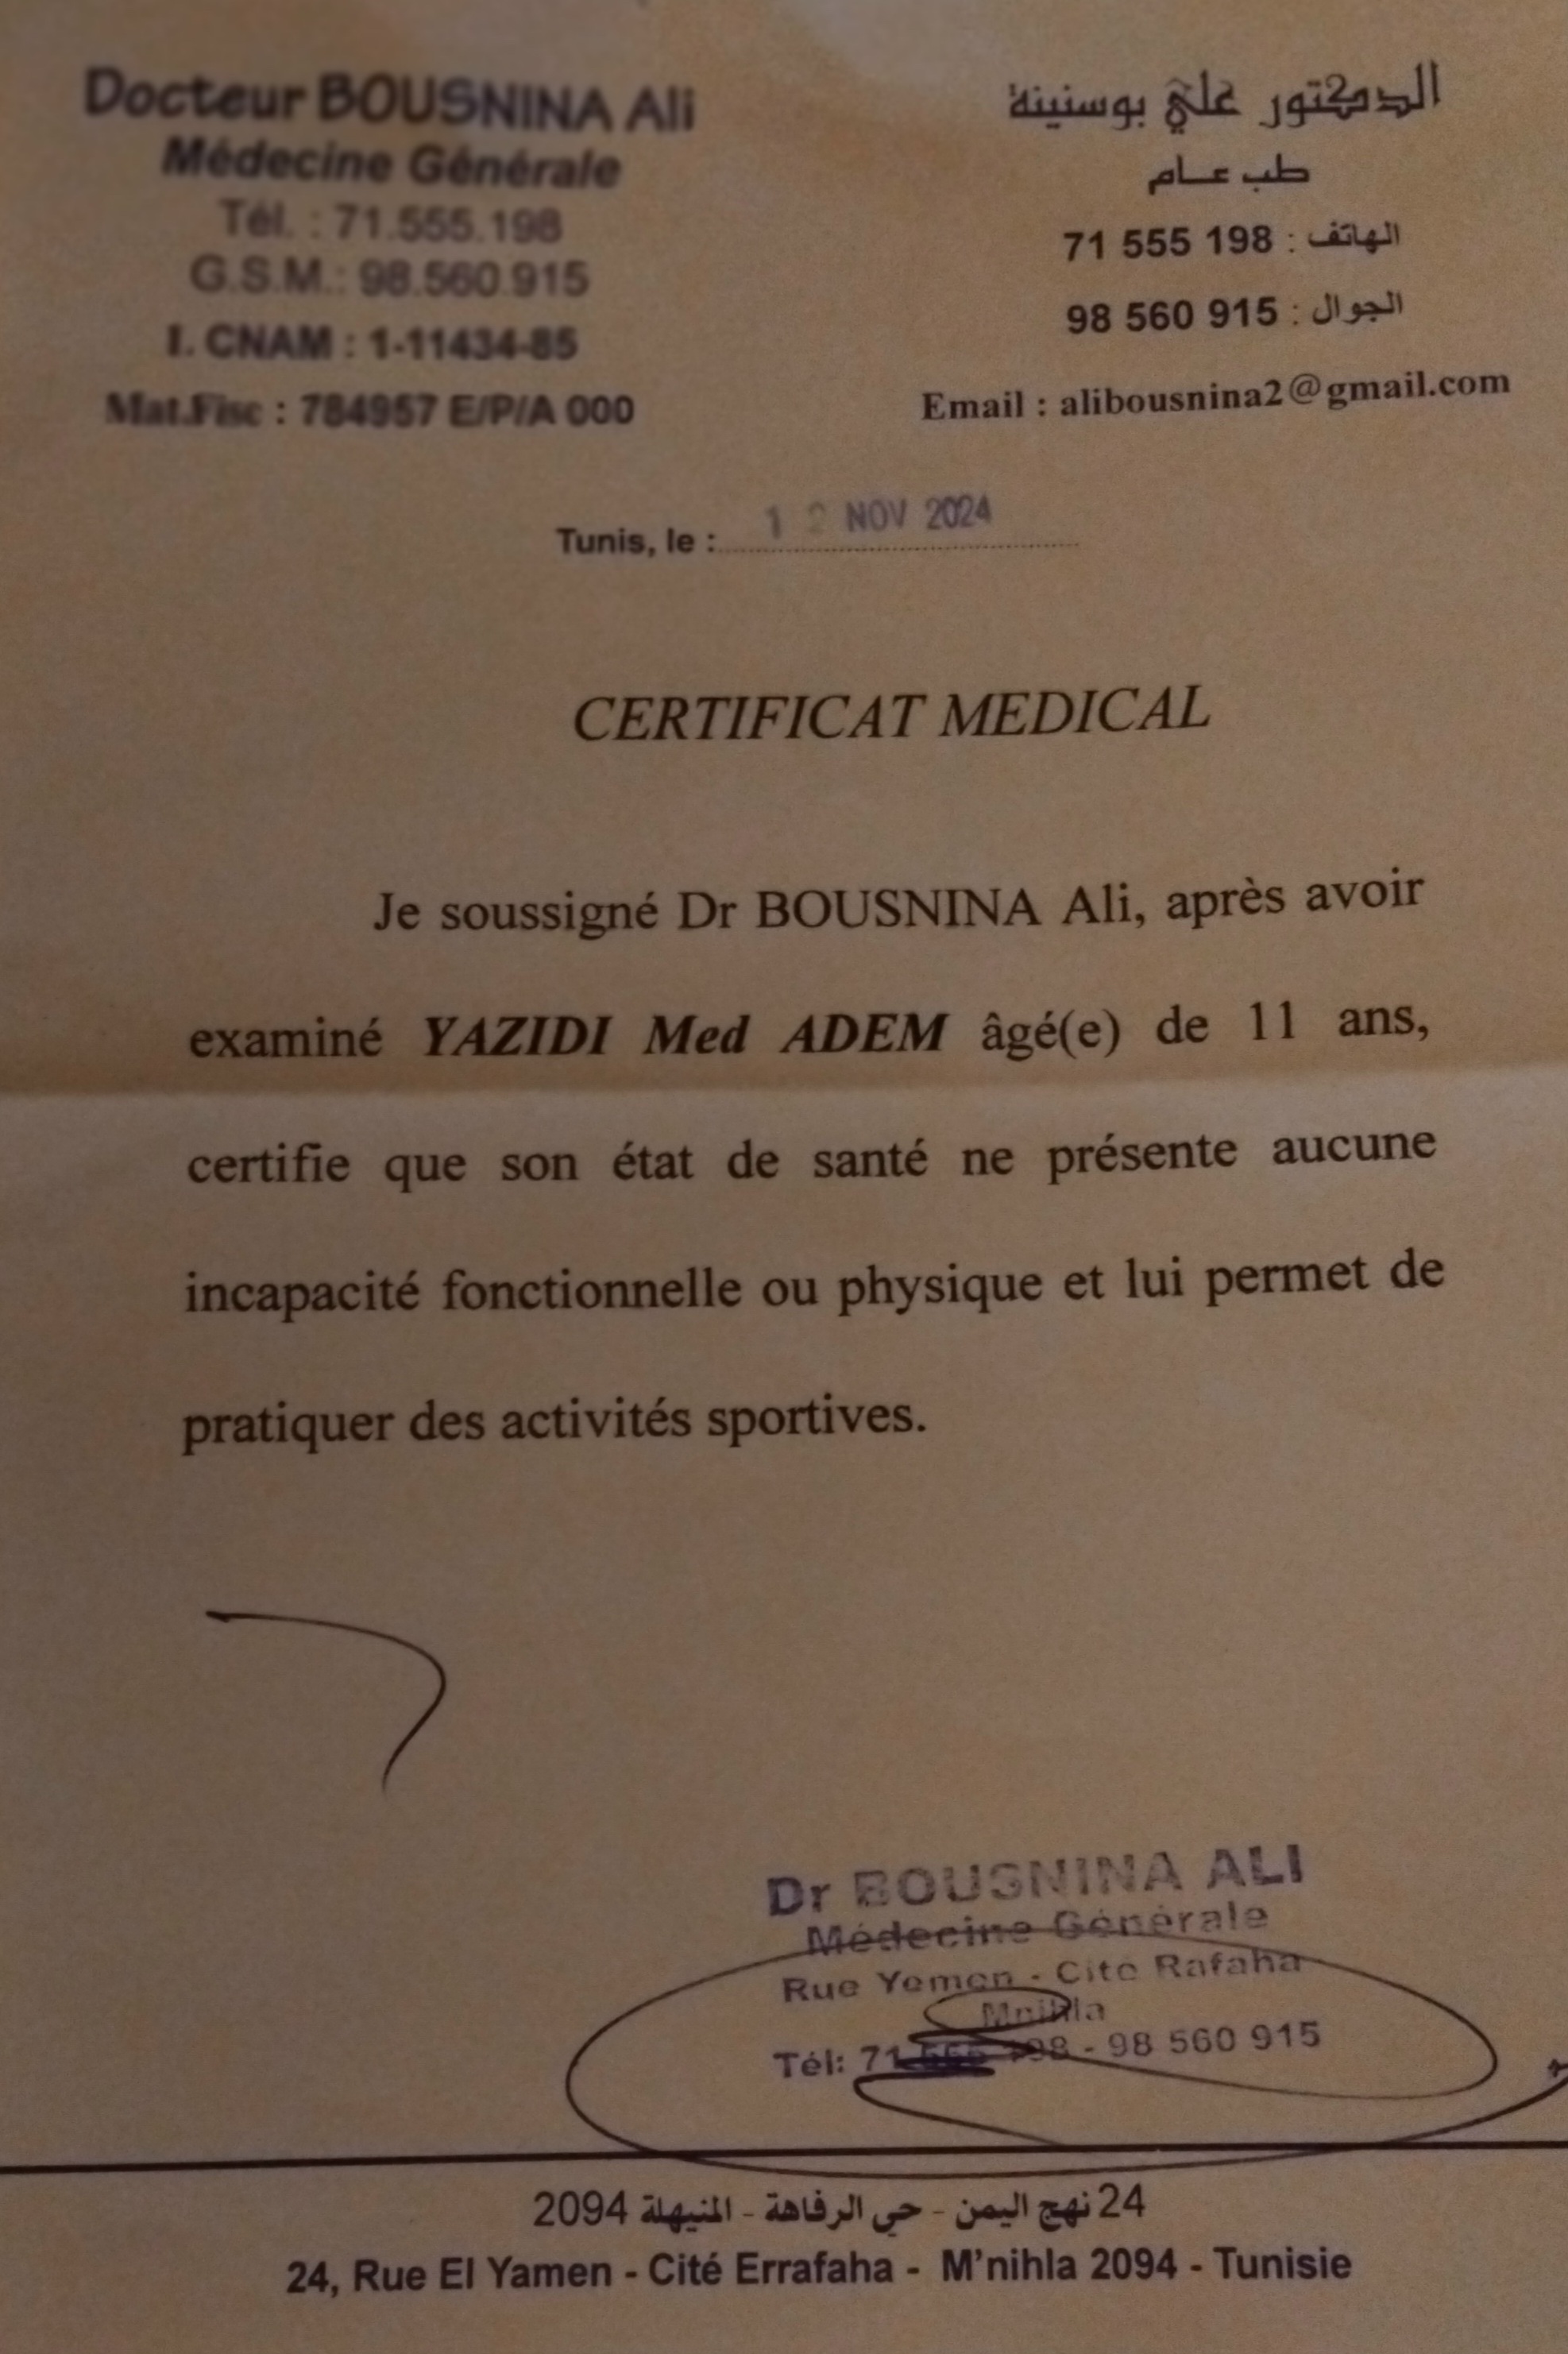 Docteur BOUSNINA Ali
Médecine Générale
Tél. : 71.555.198
G.S.M.: 98.560.915
I. CNAM : 1-11434-85
Mat.Fisc : 784957 E/P/A 000
الدكتور علي بوسنينة
طب عـام
الهاتف : 198 555 71
الجوال : 915 560 98
Email : alibousnina2@gmail.com
Tunis, le : 12 NOV 2024
CERTIFICAT MEDICAL
Je soussigné Dr BOUSNINA Ali, après avoir
examiné YAZIDI Med ADEM âgé(e) de 11 ans,
certifie que son état de santé ne présente aucune
incapacité fonctionnelle ou physique et lui permet de
pratiquer des activités sportives.
Dr BOUSNINA ALI
Médecine Générale
Rue Yemen - Cité Rafaha
Mnihla
Tél: 71 555 198 - 98 560 915
24 نهج اليمن - حي الرفاهة - المنيهلة 2094
24, Rue El Yamen - Cité Errafaha - M'nihla 2094 - Tunisie